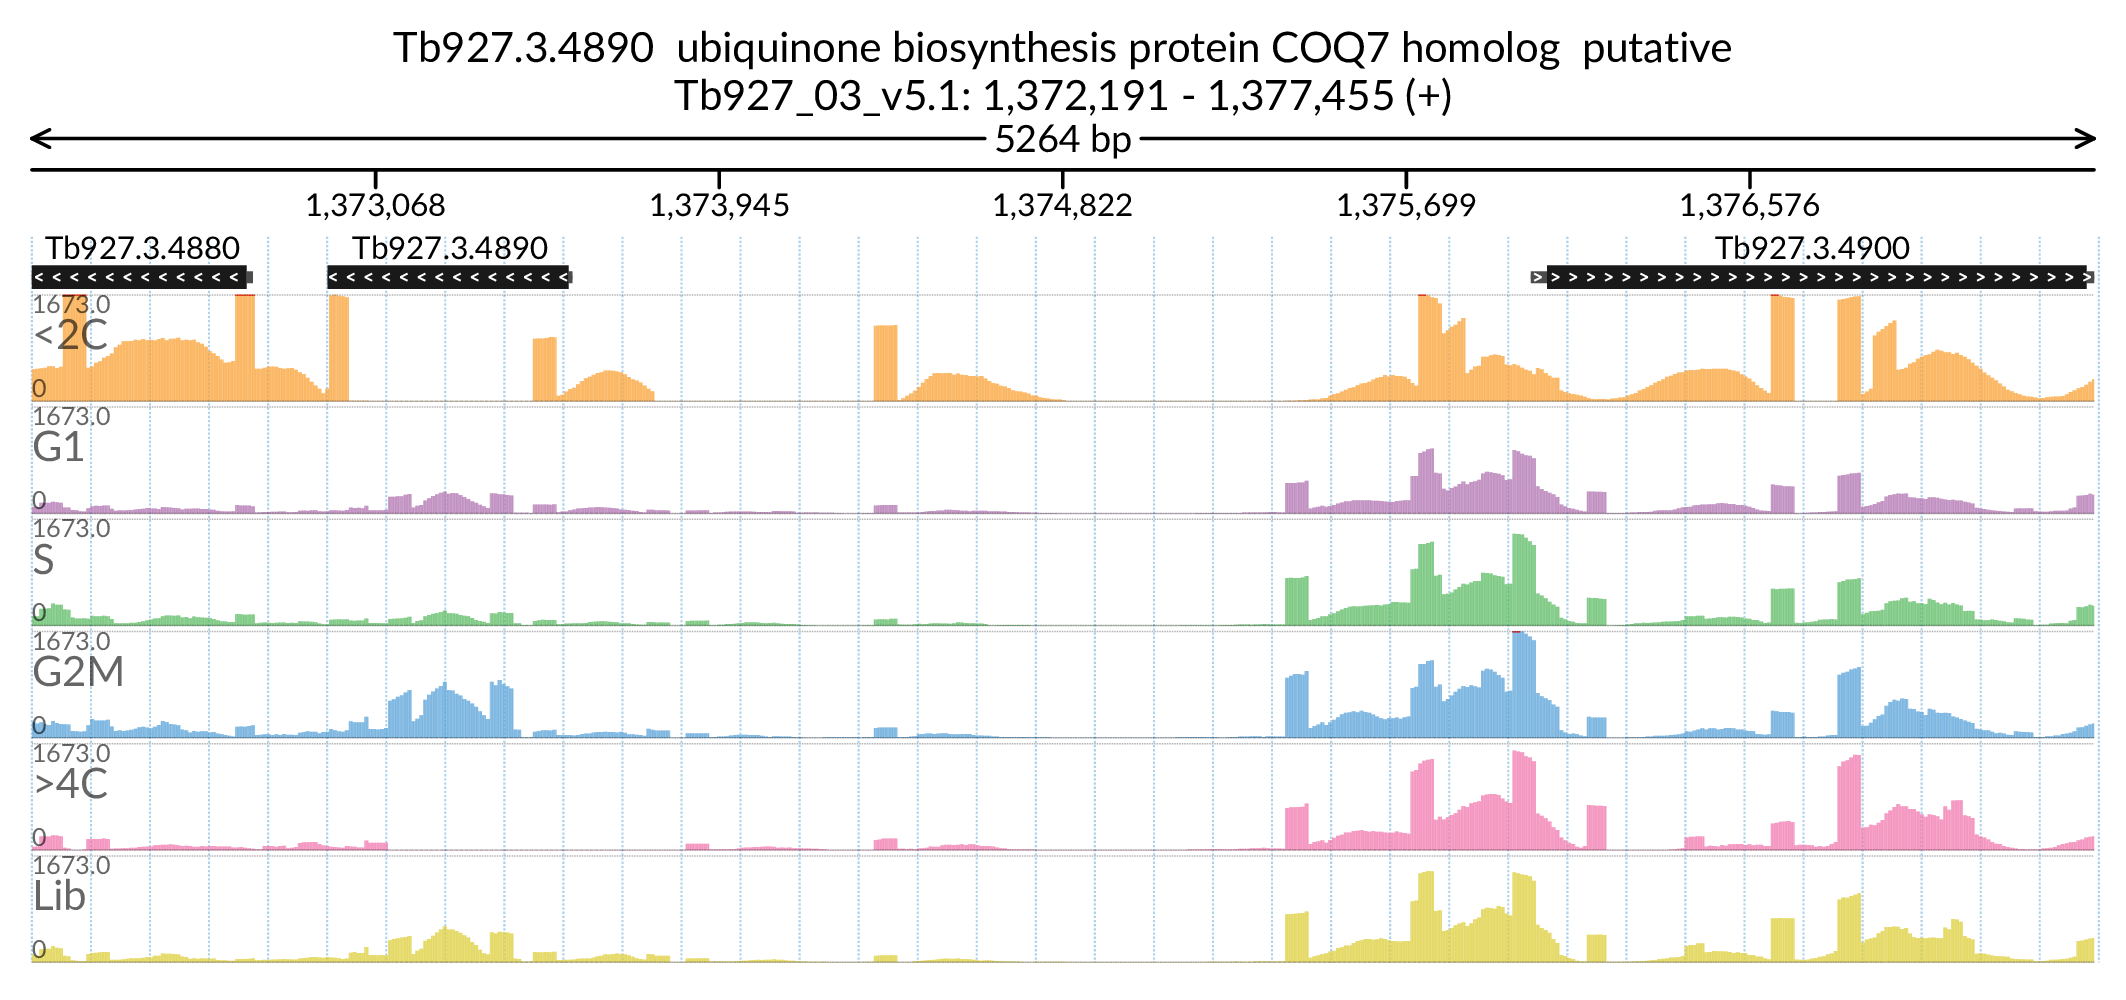 Tb927.3.4890  ubiquinone biosynthesis protein COQ7 homolog  putative
Tb927_03_v5.1: 1,372,191 - 1,377,455 (+)
5264 bp
1,373,068 1,373,945 1,374,822 1,375,699 1,376,576
Tb927.3.4880 Tb927.3.4890 Tb927.3.4900
1673.0
<2C
0
1673.0
G1
0
1673.0
S
0
1673.0
G2M
0
1673.0
>4C
0
1673.0
Lib
0